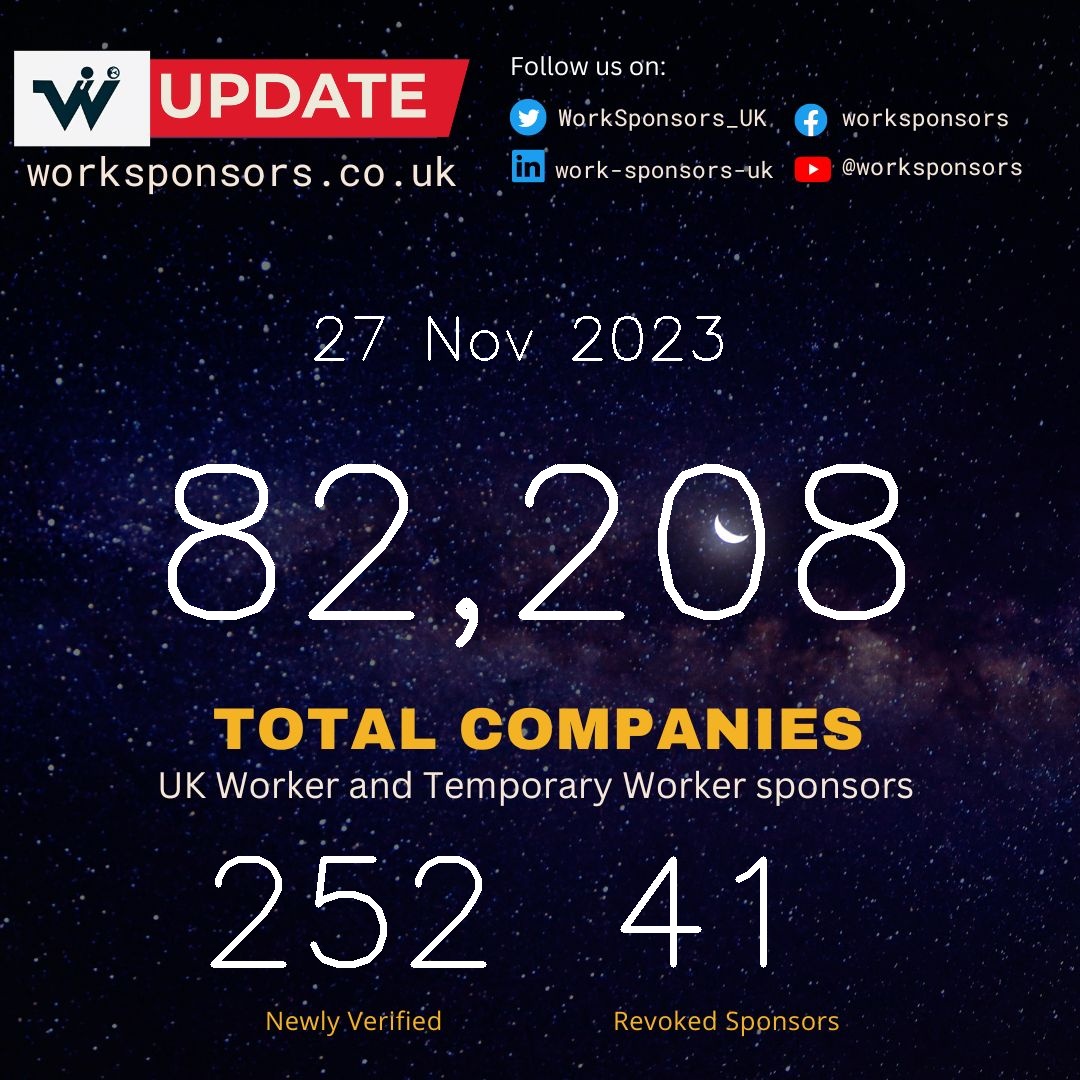 UPDATE
worksponsors.co.uk
Follow us on:
WorkSponsors_UK
worksponsors
work-sponsors-uk
@worksponsors
27 Nov 2023
82,208
TOTAL COMPANIES
UK Worker and Temporary Worker sponsors
252 41
Newly Verified Revoked Sponsors